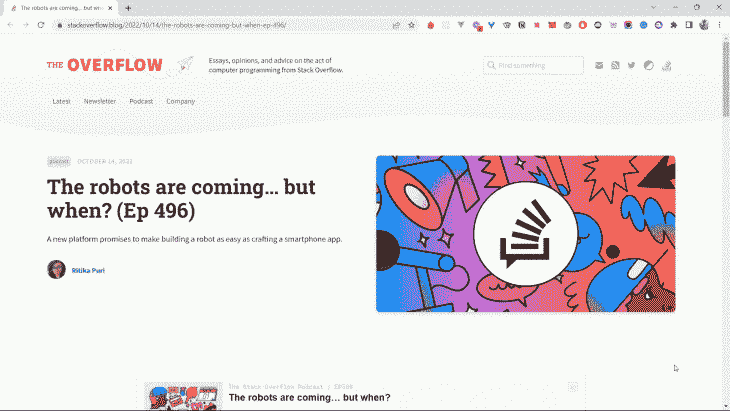 The robots are coming… but whe
stackoverflow.blog/2022/10/14/the-robots-are-coming-but-when-ep-496/
THE OVERFLOW
Essays, opinions, and advice on the act of
computer programming from Stack Overflow.
Find something
Latest Newsletter Podcast Company
podcast OCTOBER 14, 2022
The robots are coming… but
when? (Ep 496)
A new platform promises to make building a robot as easy as crafting a smartphone app.
Ritika Puri
The Stack Overflow Podcast
The robots are coming… but when?